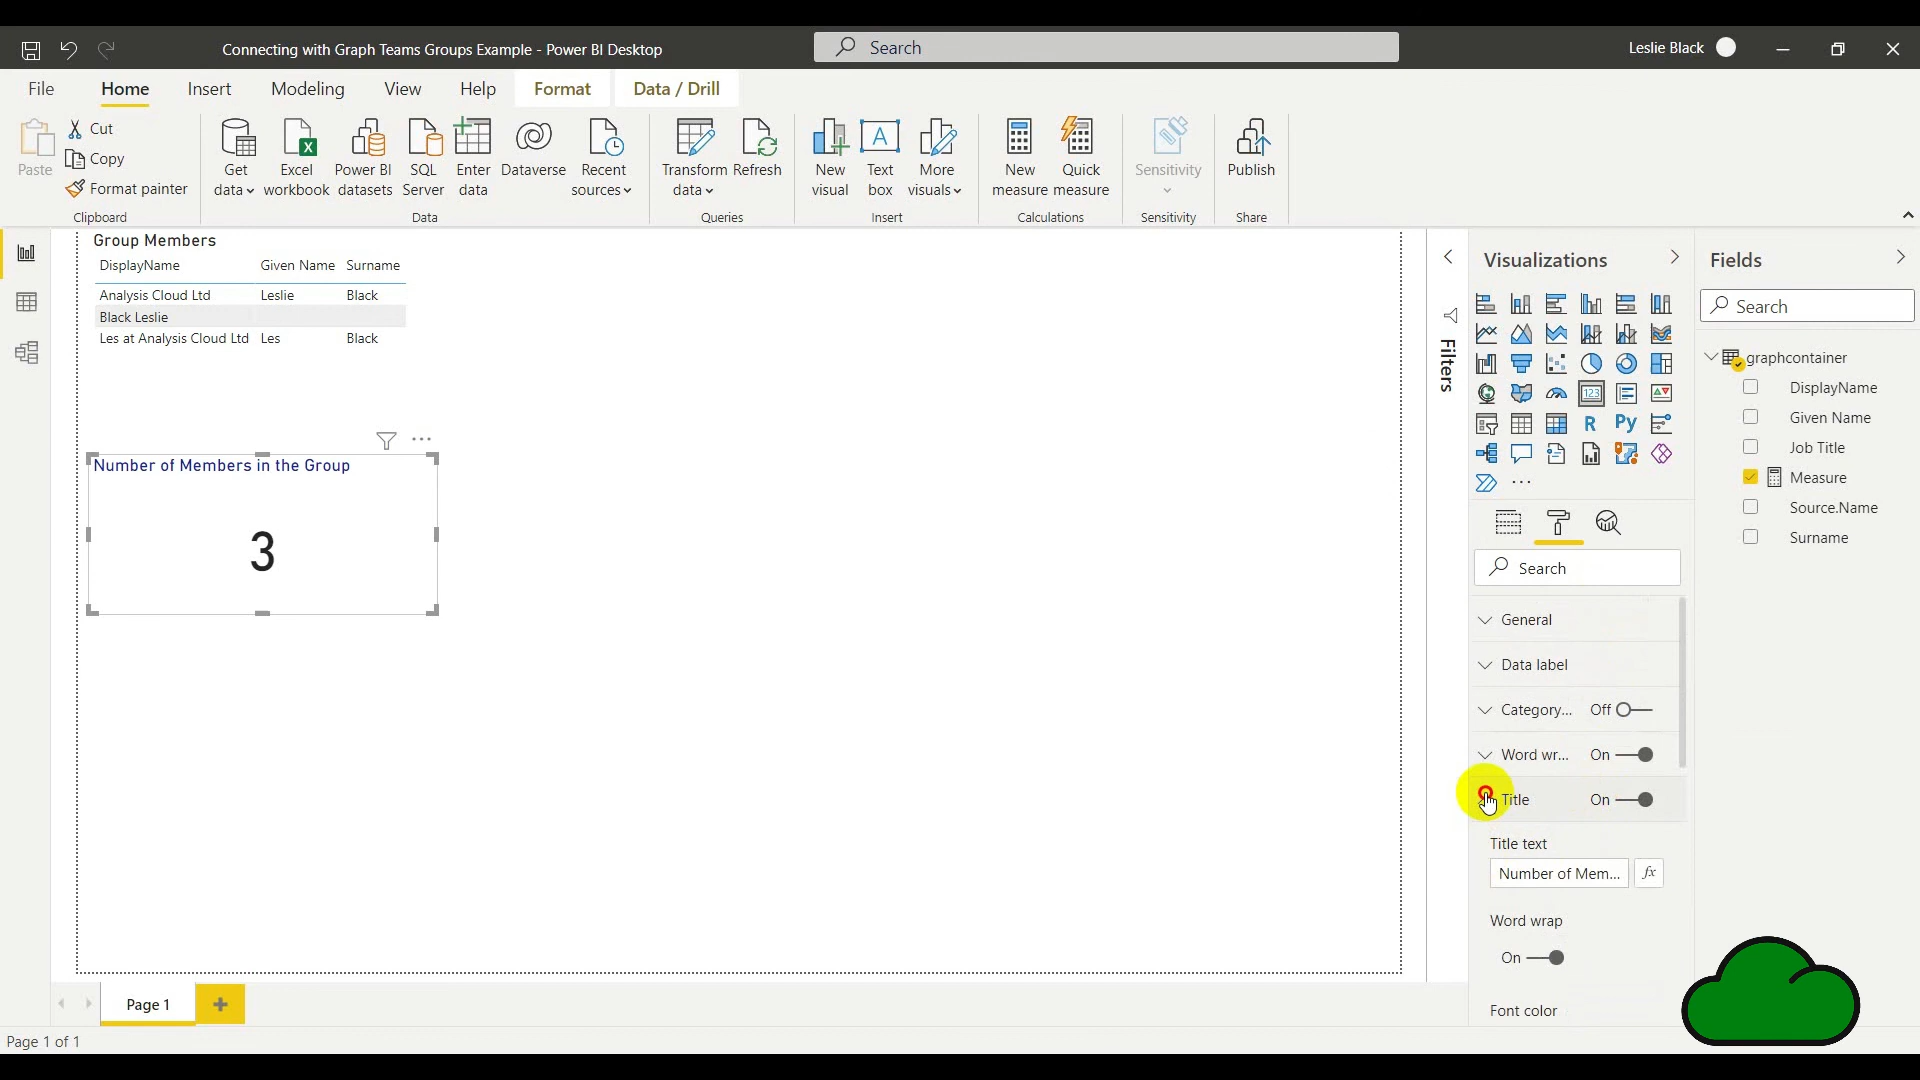 Connecting with Graph Teams Groups Example - Power BI Desktop
Search
Leslie Black
File
Home
Insert
Modeling
View
Help
Format
Data / Drill
Paste
Cut
Copy
Format painter
Clipboard
Get data
Excel workbook
Power BI datasets
SQL Server
Enter data
Dataverse
Recent sources
Data
Transform data
Refresh
Queries
New visual
A
Text box
More visuals
Insert
New measure
Quick measure
Calculations
Sensitivity
Sensitivity
Publish
Share
Group Members
DisplayName Given Name Surname
Analysis Cloud Ltd Leslie Black
Black Leslie
Les at Analysis Cloud Ltd Les Black
Number of Members in the Group
3
Filters
Visualizations
123
R
Py
Search
General
Data label
Category... Off
Word wr... On
Title On
Title text
Number of Mem...
fx
Word wrap
On
Font color
Fields
Search
graphcontainer
DisplayName
Given Name
Job Title
Measure
Source.Name
Surname
Page 1
Page 1 of 1